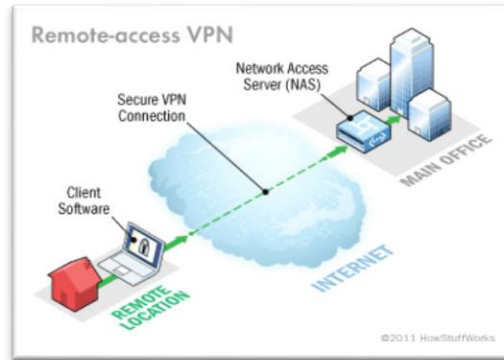 Remote-access VPN
Network Access
Server (NAS)
Secure VPN
Connection
MAIN OFFICE
Client
Software
INTERNET
REMOTE
LOCATION
©2011 HowStuffWorks